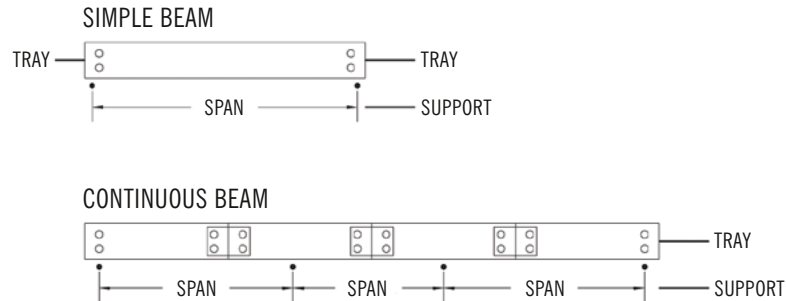 SIMPLE BEAM
TRAY
TRAY
SPAN
SUPPORT
CONTINUOUS BEAM
TRAY
SPAN
SPAN
SPAN
SUPPORT